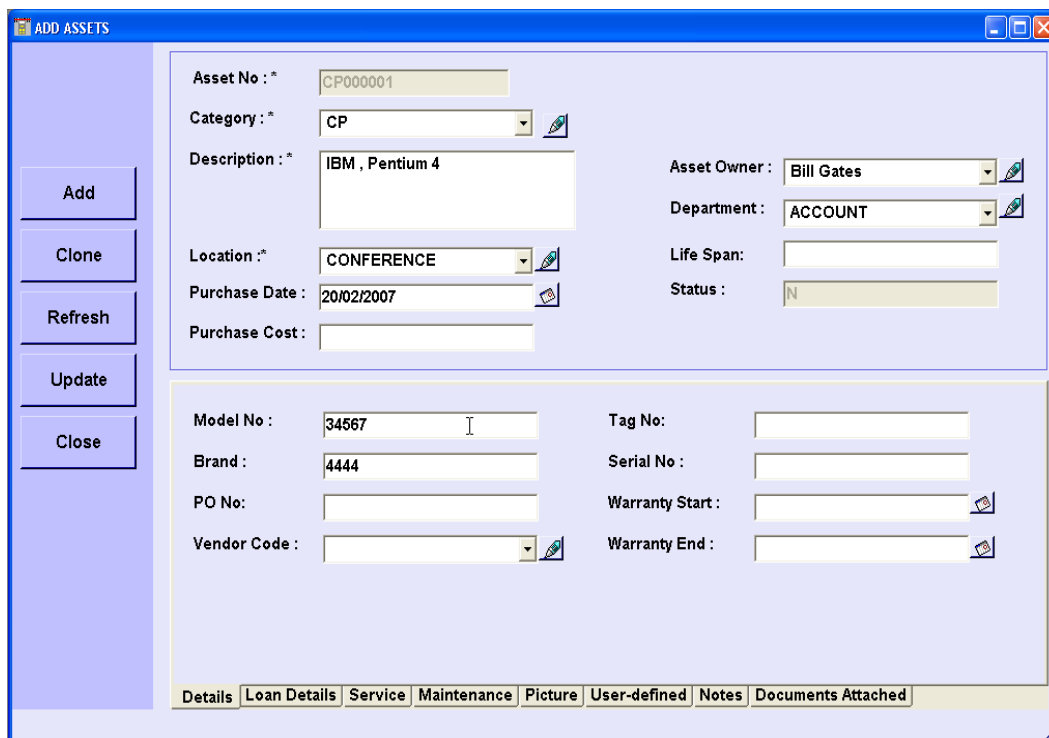 ADD ASSETS
Add
Clone
Refresh
Update
Close
Asset No : * CP000001
Category : * CP
Description : * IBM , Pentium 4
Location :* CONFERENCE
Purchase Date : 20/02/2007
Purchase Cost :
Asset Owner : Bill Gates
Department : ACCOUNT
Life Span:
Status : N
Model No : 34567
Brand : 4444
PO No:
Vendor Code :
Tag No:
Serial No :
Warranty Start :
Warranty End :
Details Loan Details Service Maintenance Picture User-defined Notes Documents Attached